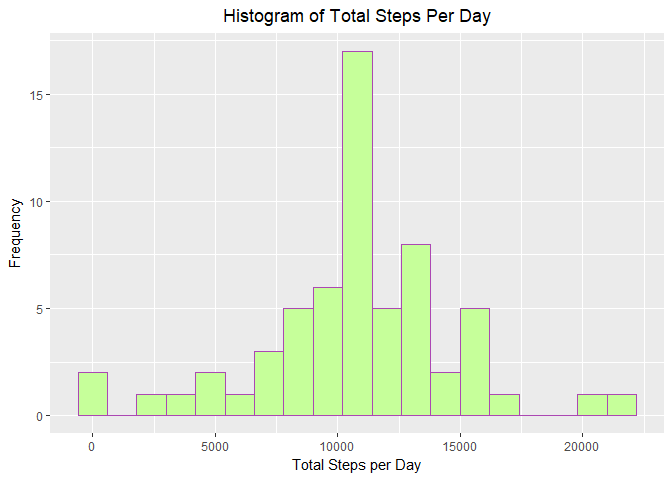 Histogram of Total Steps Per Day
15
10
5
0
Frequency
0 5000 10000 15000 20000
Total Steps per Day